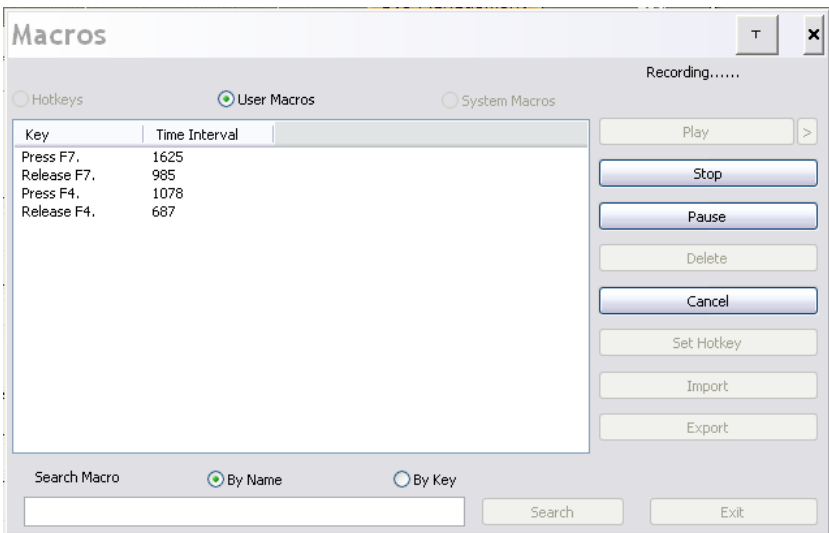 Macros
T
×
Recording......
Hotkeys User Macros System Macros
Key Time Interval
Press F7. 1625
Release F7. 985
Press F4. 1078
Release F4. 687
Play >
Stop
Pause
Delete
Cancel
Set Hotkey
Import
Export
Search Macro By Name By Key
Search Exit